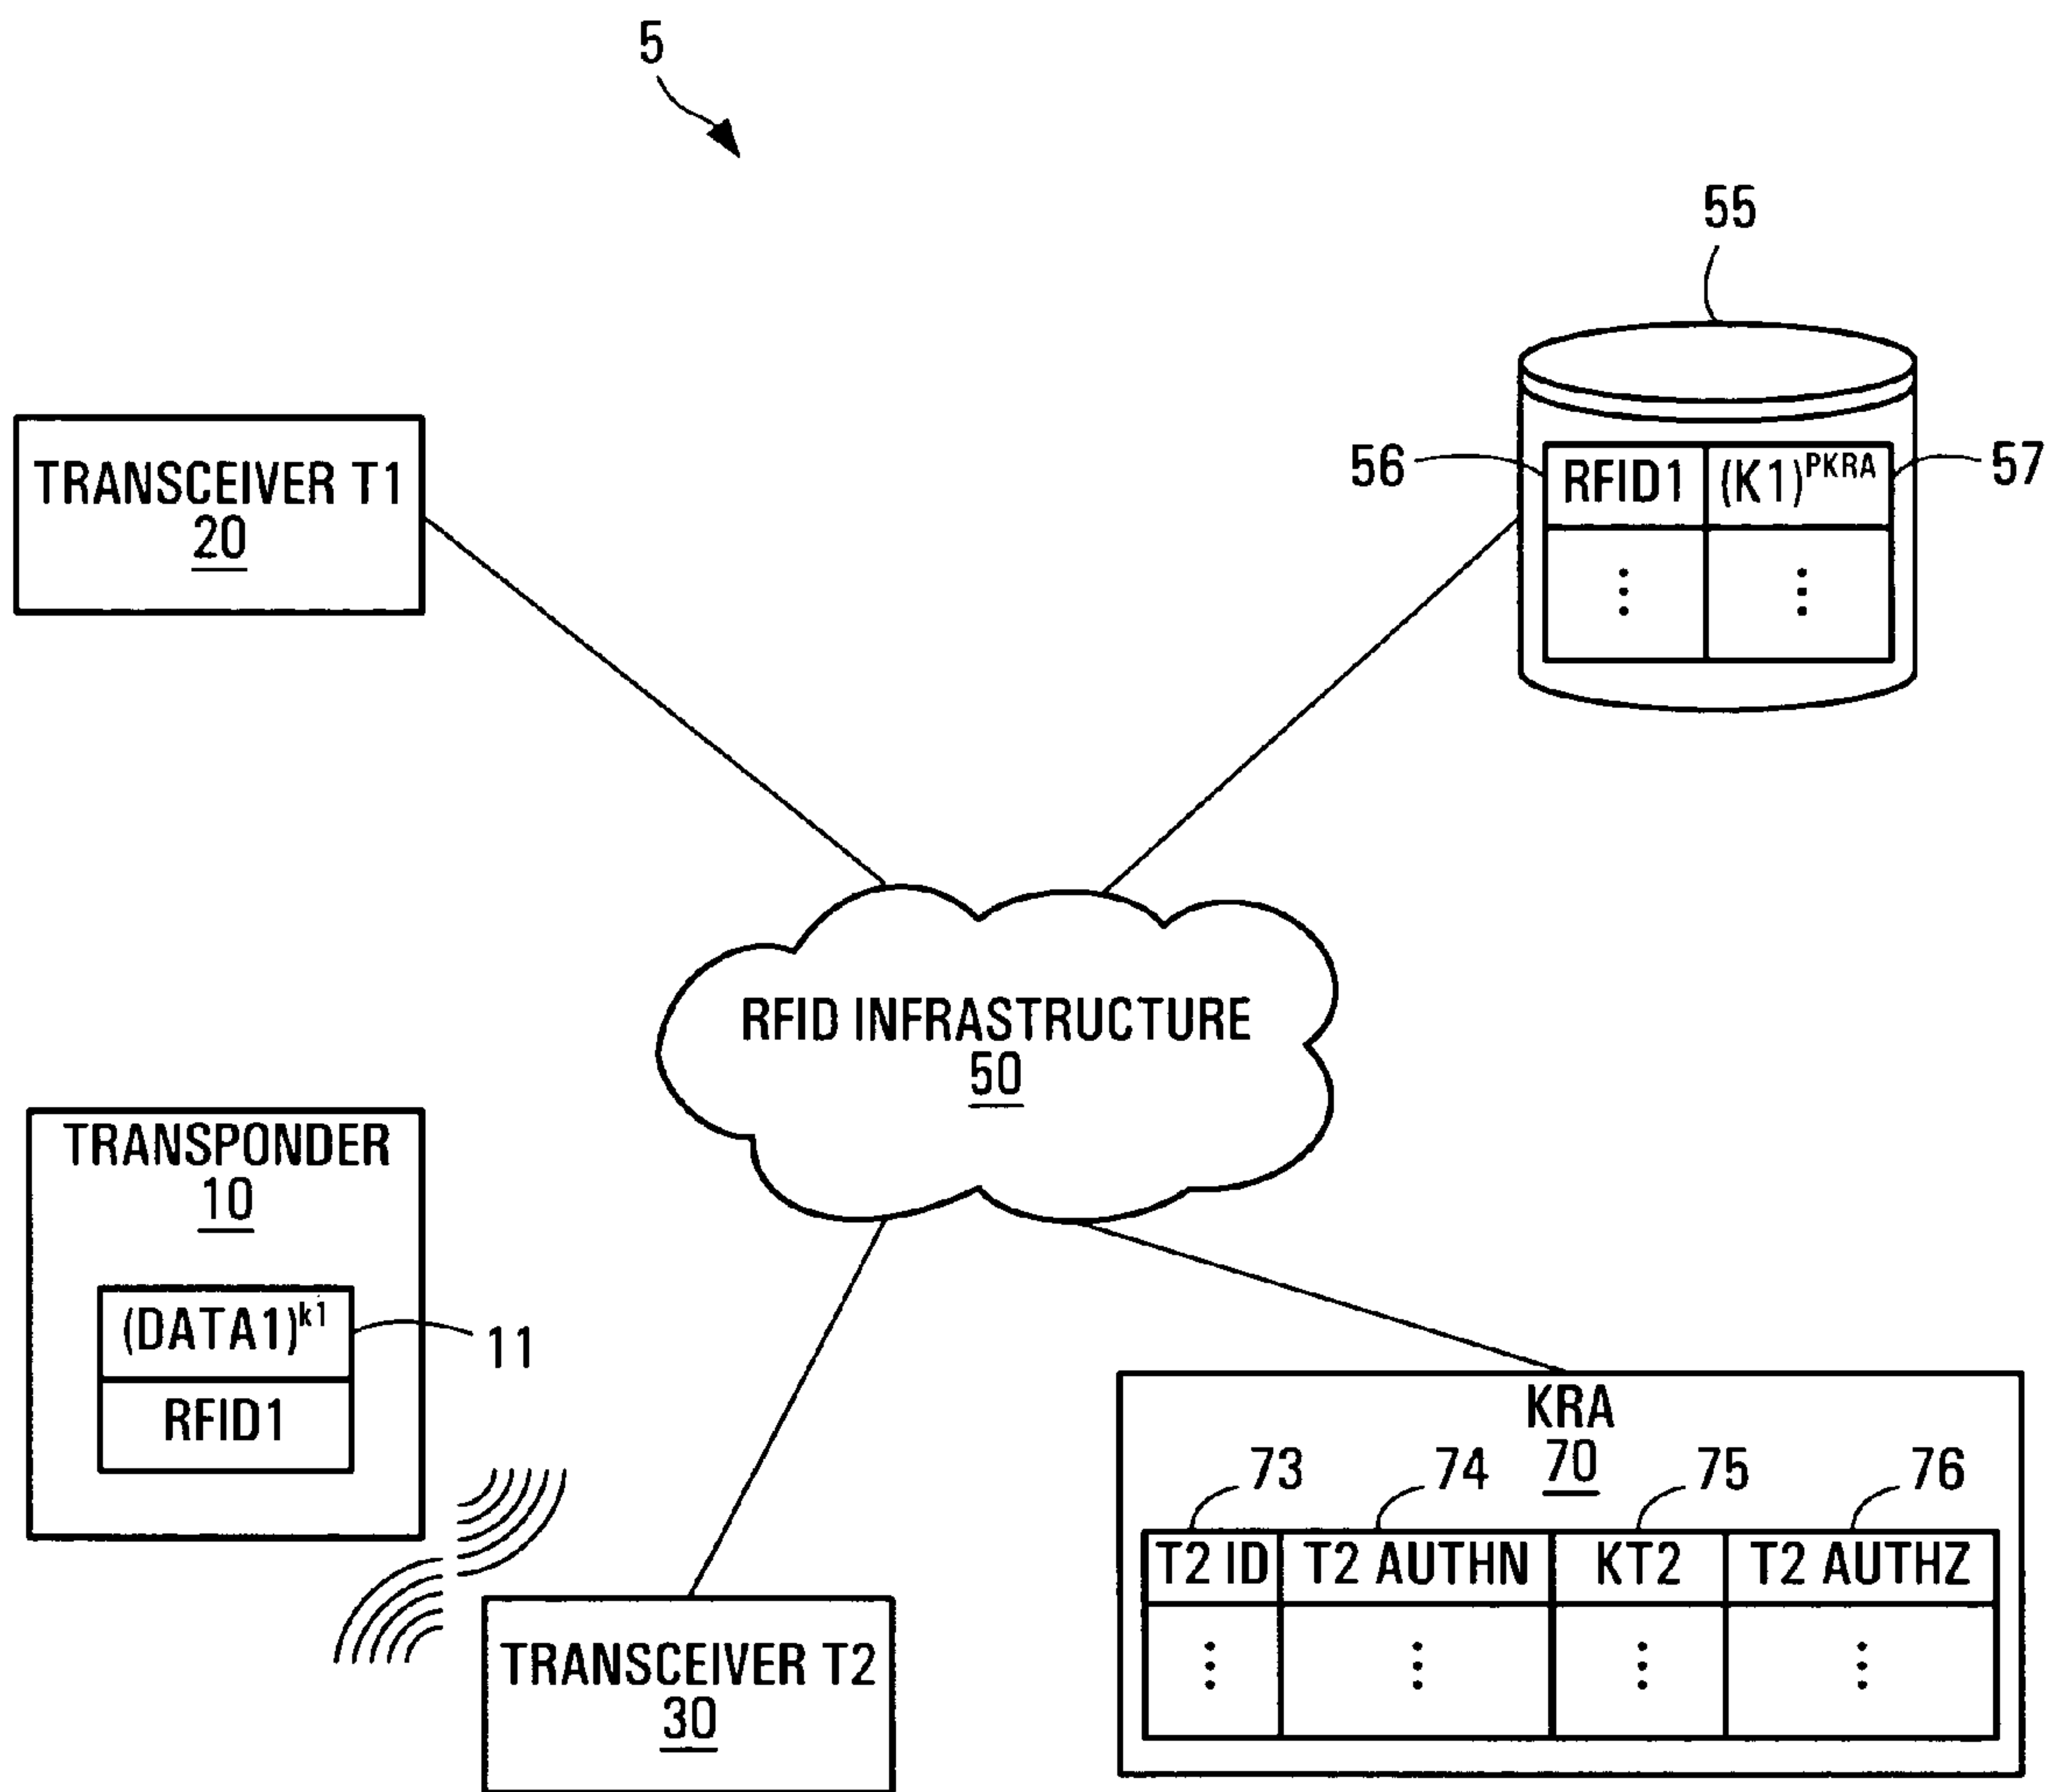 5
55
TRANSCEIVER T1
20
56
RFID1
(K1)^PKRA
57
RFID INFRASTRUCTURE
50
TRANSPONDER
10
(DATA1)^k1
11
RFID1
KRA
70
73
74
75
76
T2 ID
T2 AUTHN
KT2
T2 AUTHZ
TRANSCEIVER T2
30